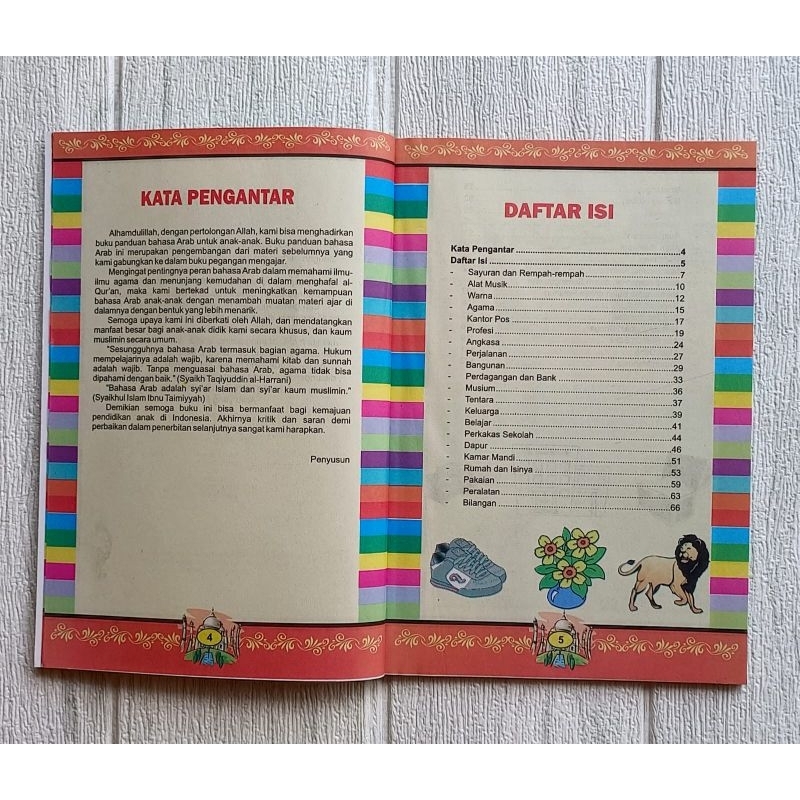 KATA PENGANTAR
Alhamdulillah, dengan pertolongan Allah, kami bisa menghadirkan
buku panduan bahasa Arab untuk anak-anak. Buku panduan bahasa
Arab ini merupakan pengembangan dari materi sebelumnya yang
kami gabungkan ke dalam buku pegangan mengajar.
Mengingat pentingnya peran bahasa Arab dalam memahami ilmu-
ilmu agama dan menunjang kemudahan di dalam menghafal al-
Qur'an, maka kami bertekad untuk meningkatkan kemampuan
bahasa Arab anak-anak dengan menambah muatan materi ajar di
dalamnya dengan bentuk yang lebih menarik.
Semoga upaya kami ini diberkati oleh Allah, dan mendatangkan
manfaat besar bagi anak-anak didik kami secara khusus, dan kaum
muslimin secara umum.
"Sesungguhnya bahasa Arab termasuk bagian agama. Hukum
mempelajarinya adalah wajib, karena memahami kitab dan sunnah
adalah wajib. Tanpa menguasai bahasa Arab, agama tidak bisa
dipahami dengan baik." (Syaikh Taqiyuddin al-Harrani)
"Bahasa Arab adalah syi'ar Islam dan syi'ar kaum muslimin."
(Syaikhul Islam Ibnu Taimiyyah)
Demikian semoga buku ini bisa bermanfaat bagi kemajuan
pendidikan anak di Indonesia. Akhirnya kritik dan saran demi
perbaikan dalam penerbitan selanjutnya sangat kami harapkan.
Penyusun
4
DAFTAR ISI
Kata Pengantar ........ 4
Daftar Isi ........ 5
- Sayuran dan Rempah-rempah ........ 7
- Alat Musik ........ 10
- Warna ........ 12
- Agama ........ 15
- Kantor Pos ........ 17
- Profesi ........ 19
- Angkasa ........ 24
- Perjalanan ........ 27
- Bangunan ........ 29
- Perdagangan dan Bank ........ 33
- Musium ........ 36
- Tentara ........ 37
- Keluarga ........ 39
- Belajar ........ 41
- Perkakas Sekolah ........ 44
- Dapur ........ 46
- Kamar Mandi ........ 51
- Rumah dan Isinya ........ 53
- Pakaian ........ 59
- Peralatan ........ 63
- Bilangan ........ 66
5